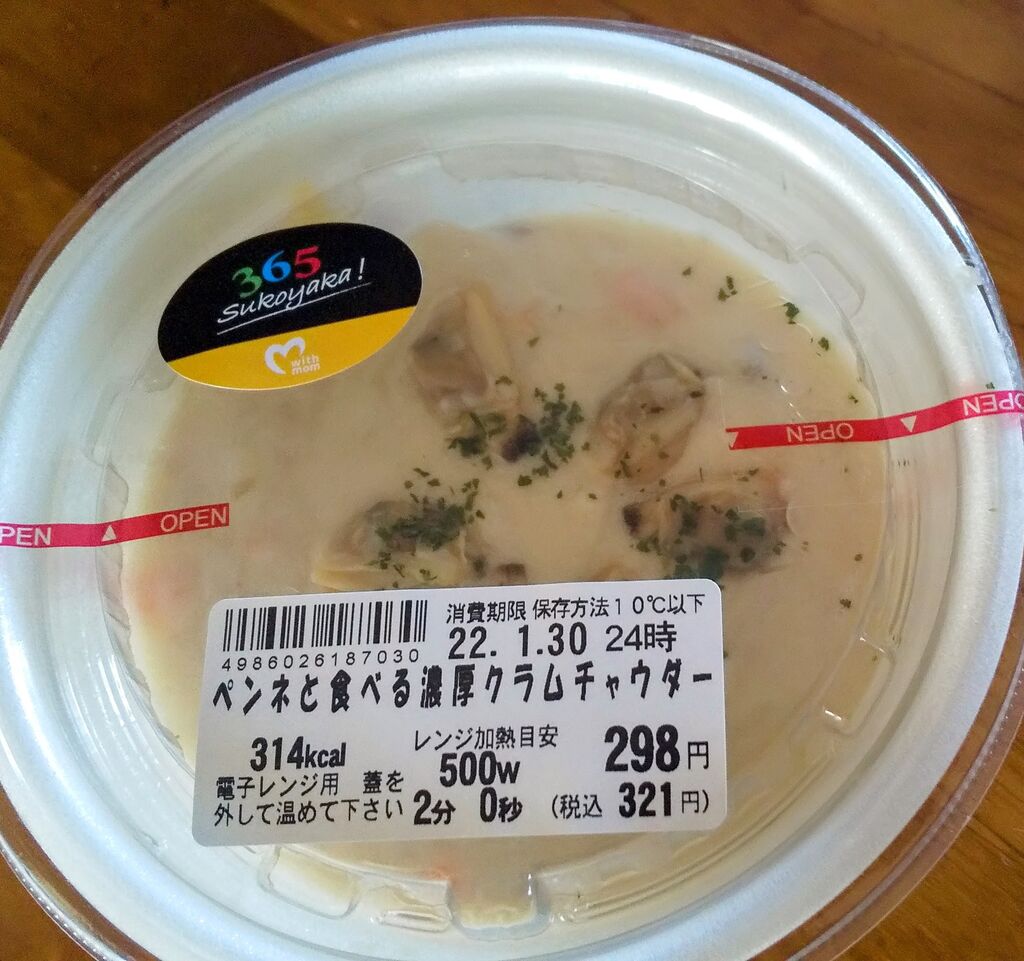 365
sukoyaka!
with
mom
OPEN
OPEN
PEN
OPEN
4986026187030
消費期限 保存方法10℃以下
22. 1.30 24時
ペンネと食べる濃厚クラムチャウダー
314kcal
レンジ加熱目安
298円
電子レンジ用 蓋を
500w
外して温めて下さい
2分 0秒
(税込 321円)